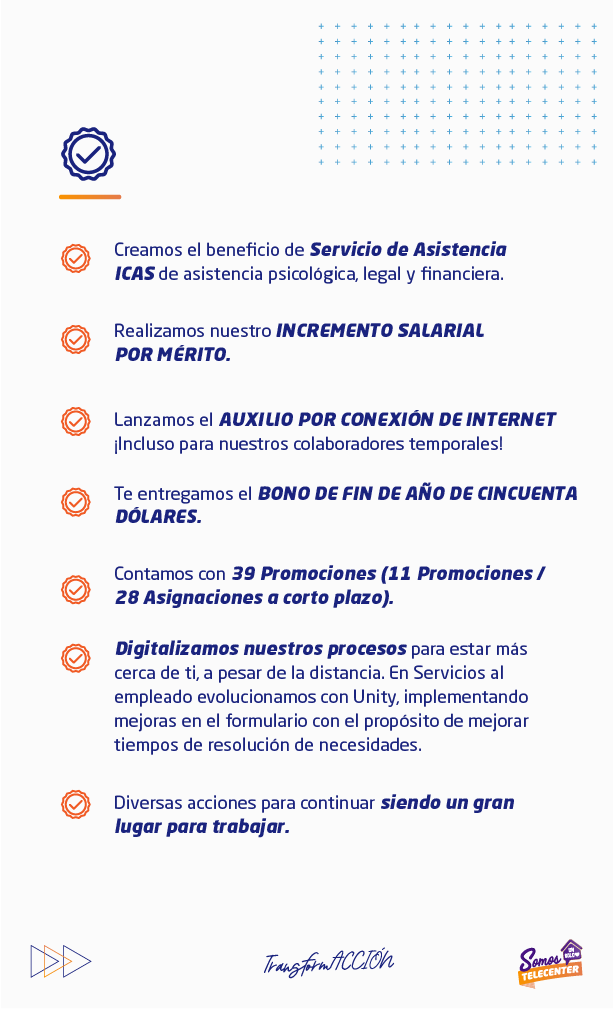 Creamos el beneficio de Servicio de Asistencia
ICAS de asistencia psicológica, legal y financiera.
Realizamos nuestro INCREMENTO SALARIAL
POR MÉRITO.
Lanzamos el AUXILIO POR CONEXIÓN DE INTERNET
¡Incluso para nuestros colaboradores temporales!
Te entregamos el BONO DE FIN DE AÑO DE CINCUENTA
DÓLARES.
Contamos con 39 Promociones (11 Promociones /
28 Asignaciones a corto plazo).
Digitalizamos nuestros procesos para estar más
cerca de ti, a pesar de la distancia. En Servicios al
empleado evolucionamos con Unity, implementando
mejoras en el formulario con el propósito de mejorar
tiempos de resolución de necesidades.
Diversas acciones para continuar siendo un gran
lugar para trabajar.
TransformACCIÓN
Somos
TELECENTER